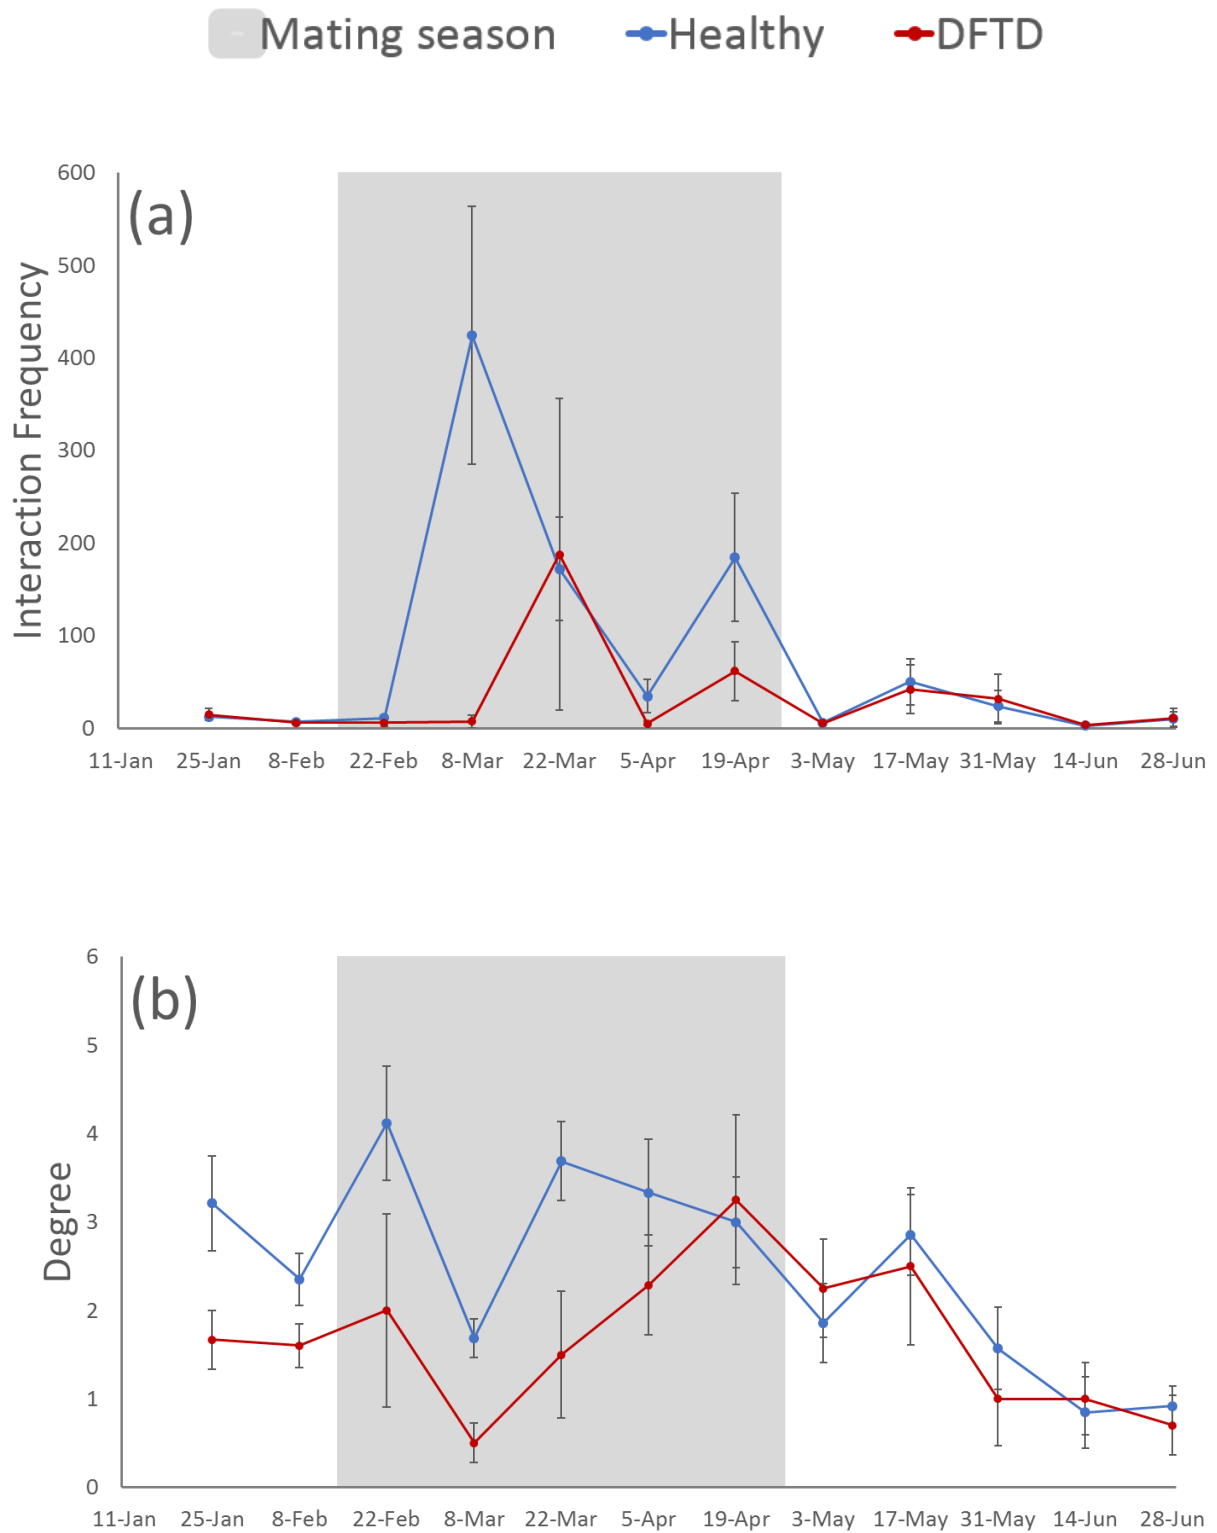 Mating season Healthy DFTD
(a)
Interaction Frequency
600
500
400
300
200
100
0
11-Jan 25-Jan 8-Feb 22-Feb 8-Mar 22-Mar 5-Apr 19-Apr 3-May 17-May 31-May 14-Jun 28-Jun
(b)
Degree
6
5
4
3
2
1
0
11-Jan 25-Jan 8-Feb 22-Feb 8-Mar 22-Mar 5-Apr 19-Apr 3-May 17-May 31-May 14-Jun 28-Jun